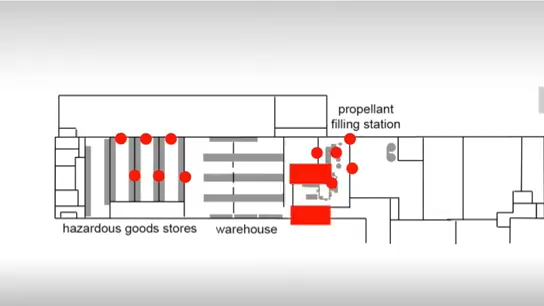 propellant
filling station
hazardous goods stores
warehouse